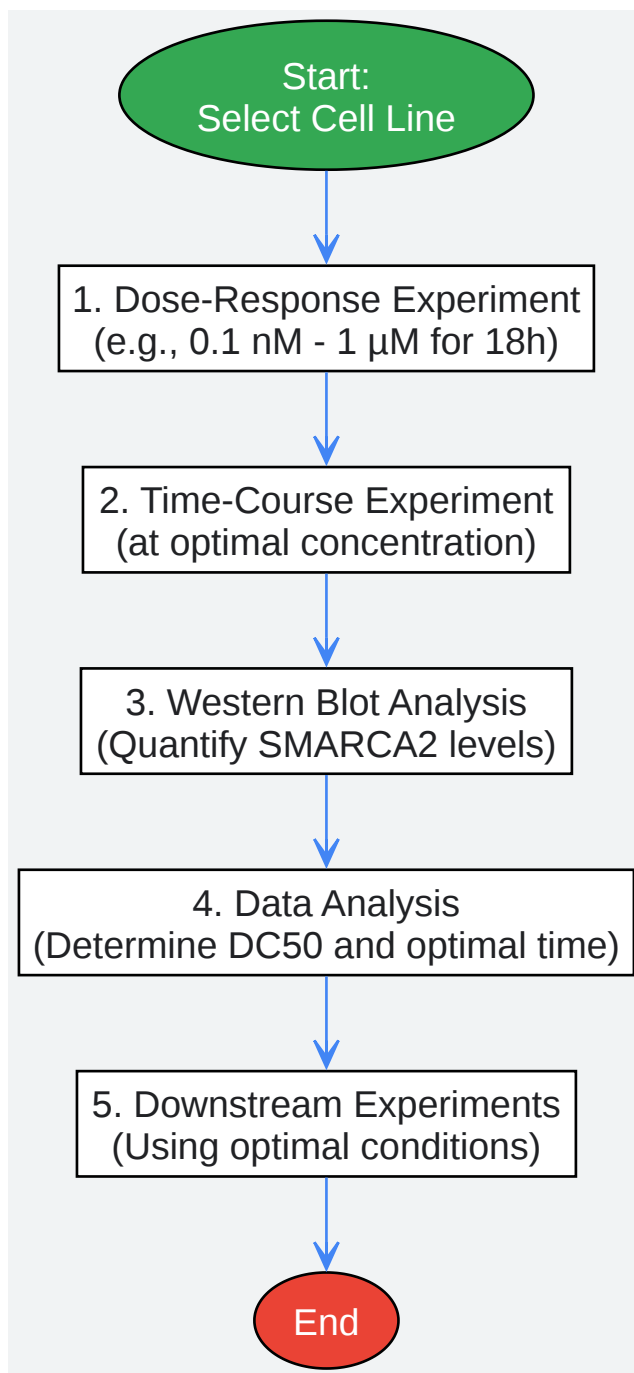 Start:
Select Cell Line
1. Dose-Response Experiment
(e.g., 0.1 nM - 1 µM for 18h)
2. Time-Course Experiment
(at optimal concentration)
3. Western Blot Analysis
(Quantify SMARCA2 levels)
4. Data Analysis
(Determine DC50 and optimal time)
5. Downstream Experiments
(Using optimal conditions)
End